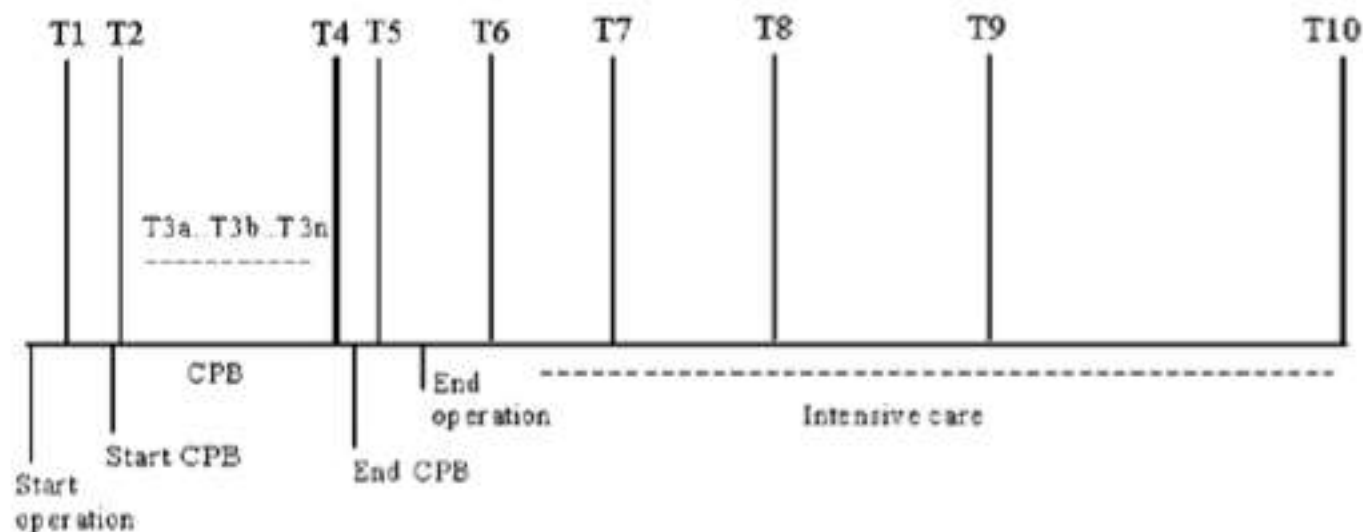 T1 T2 T4 T5 T6 T7 T8 T9 T10
T3a..T3b..T3n
CPB
End
operation
Intensive care
Start CPB
End CPB
Start
operation